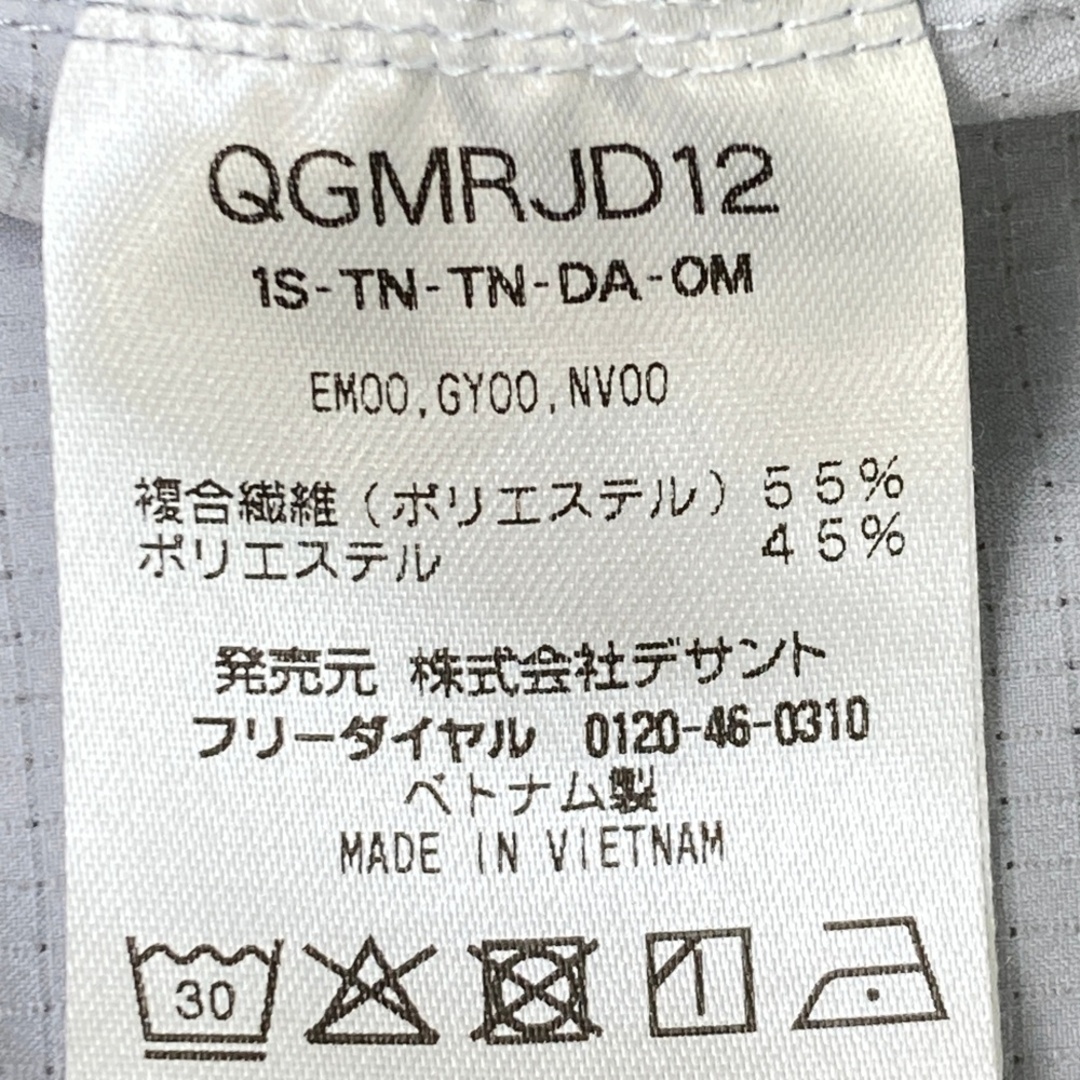 QGMRJD12
1S-TN-TN-DA-OM
EM00,GY00,NV00
複合繊維（ポリエステル）55%
ポリエステル 45%
発売元 株式会社デサント
フリーダイヤル 0120-46-0310
ベトナム製
MADE IN VIETNAM
30